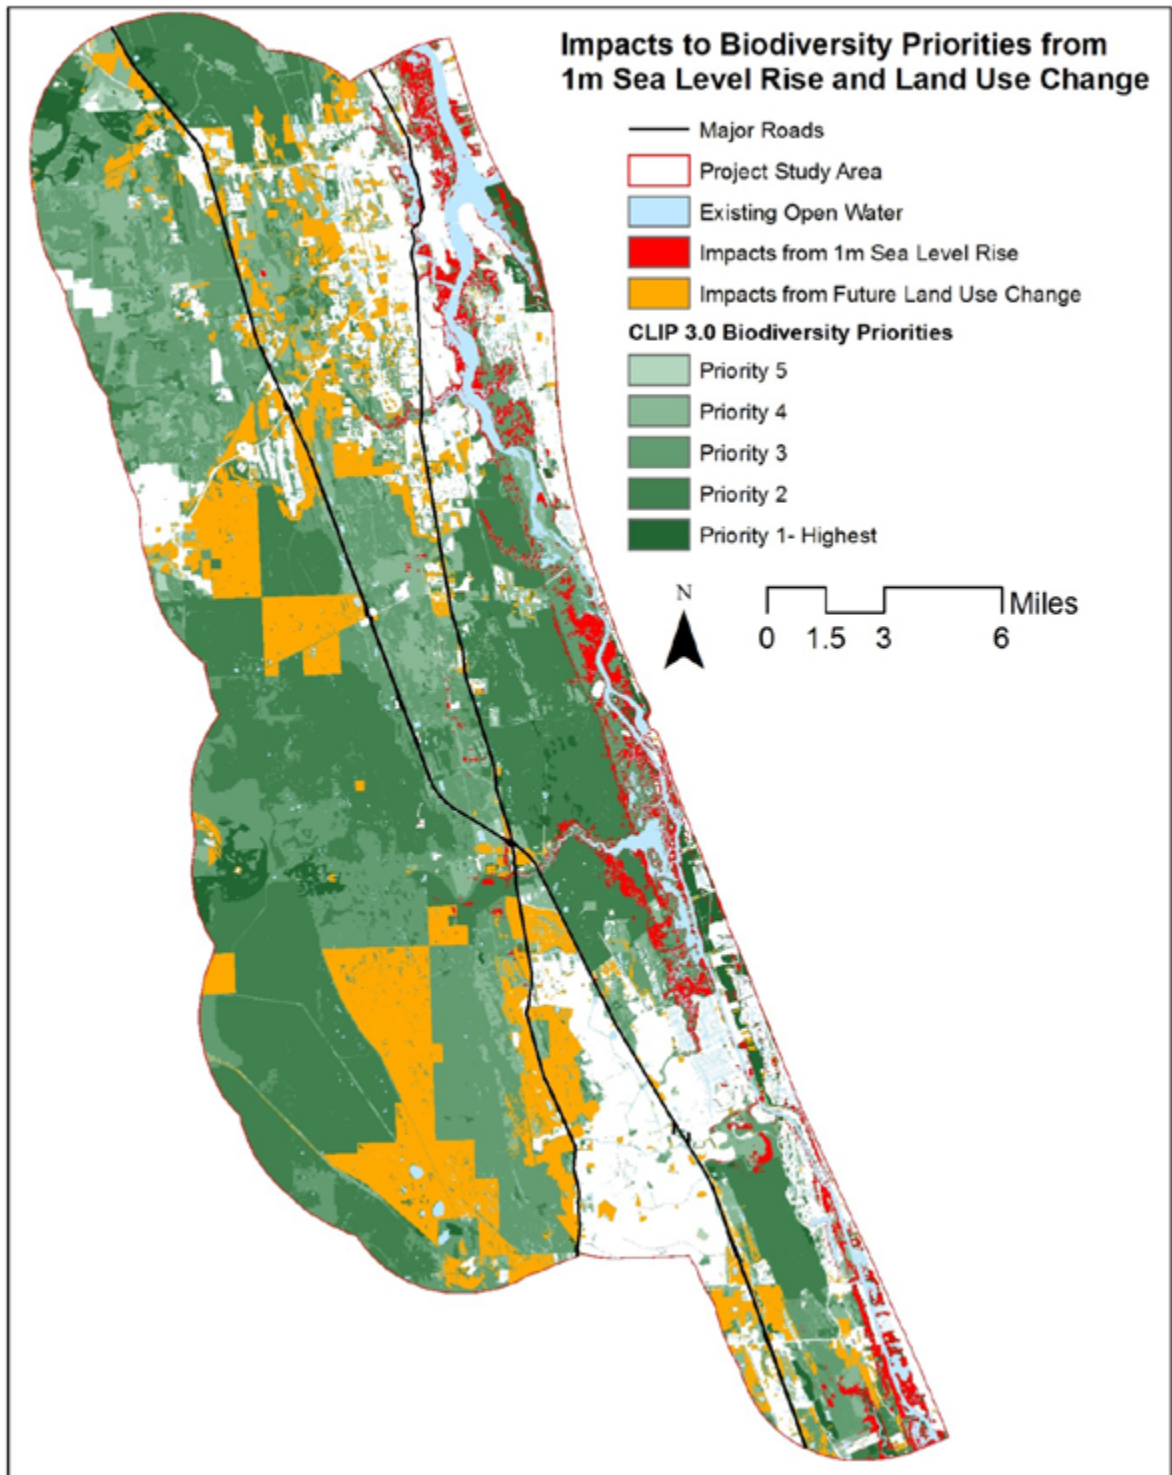 Impacts to Biodiversity Priorities from
1m Sea Level Rise and Land Use Change
Major Roads
Project Study Area
Existing Open Water
Impacts from 1m Sea Level Rise
Impacts from Future Land Use Change
CLIP 3.0 Biodiversity Priorities
Priority 5
Priority 4
Priority 3
Priority 2
Priority 1- Highest
N
Miles
0 1.5 3 6